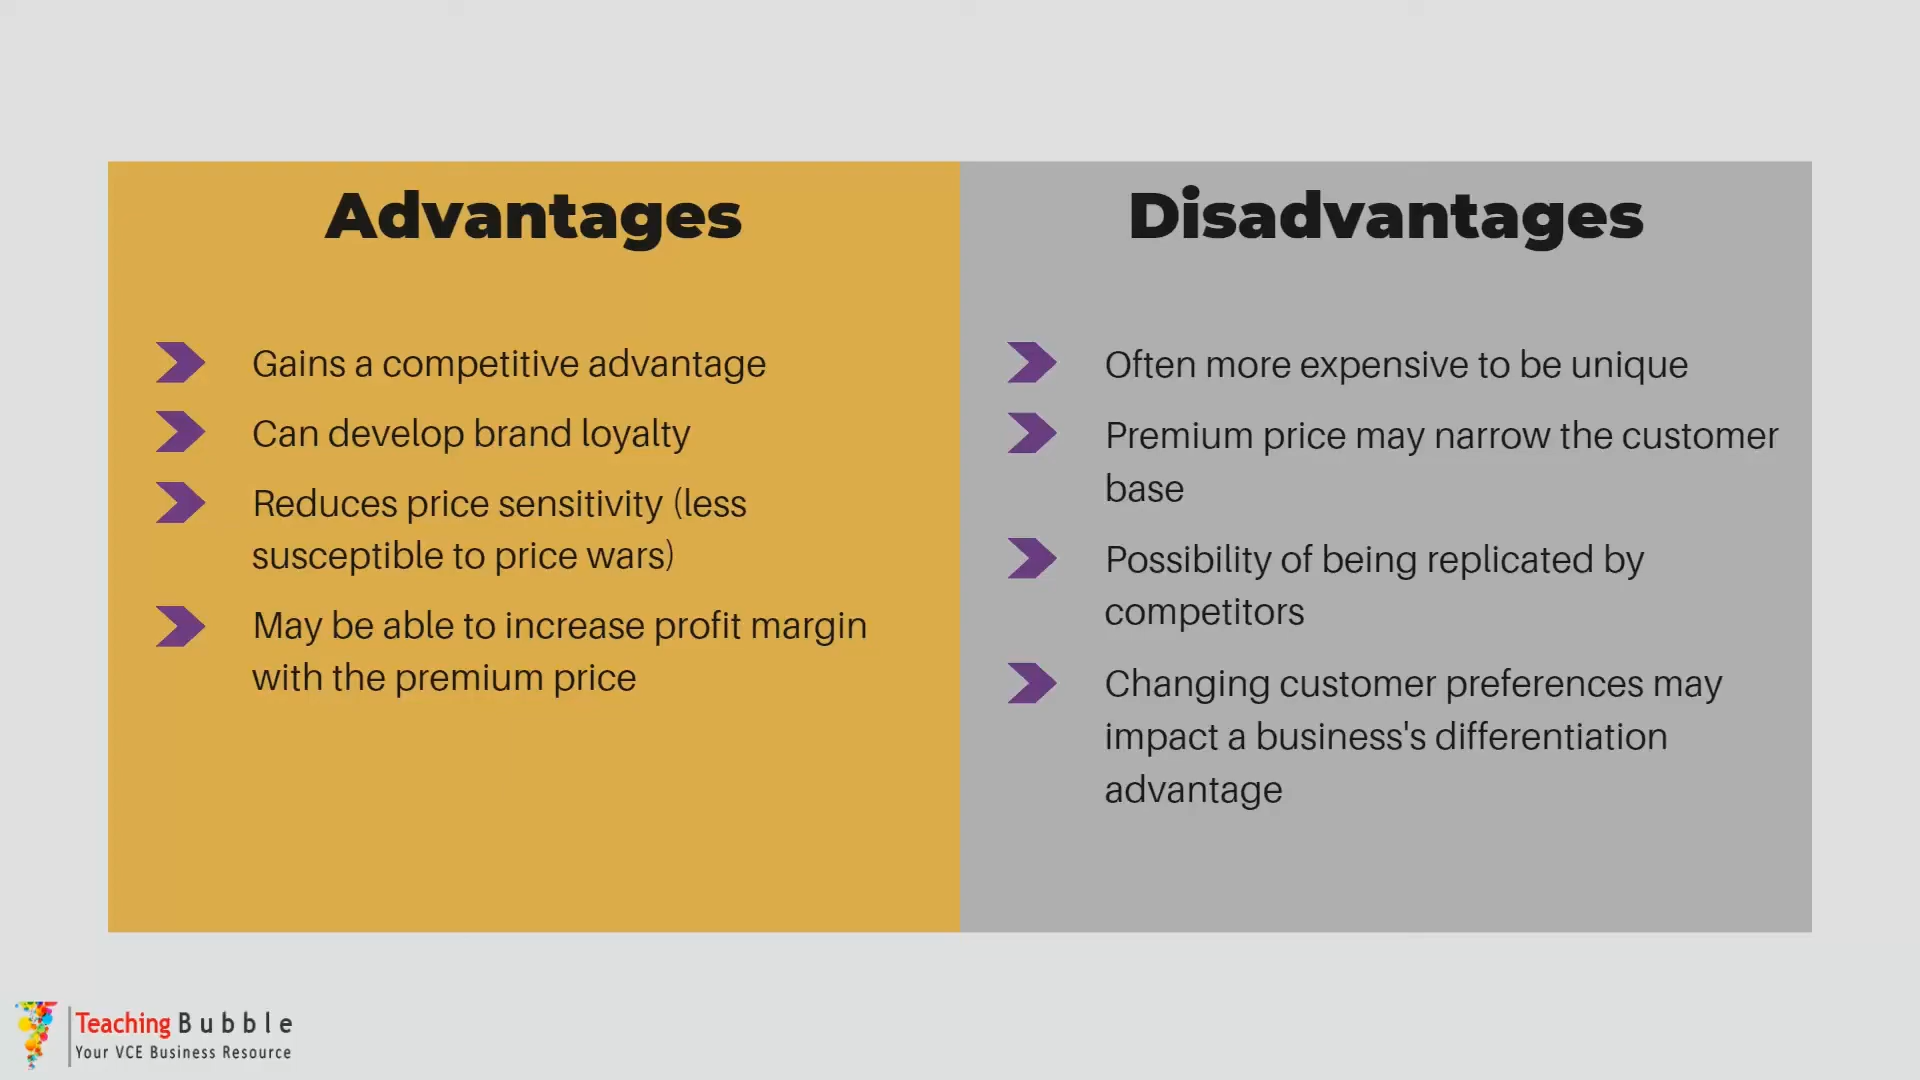 Advantages
Gains a competitive advantage
Can develop brand loyalty
Reduces price sensitivity (less
susceptible to price wars)
May be able to increase profit margin
with the premium price
Disadvantages
Often more expensive to be unique
Premium price may narrow the customer
base
Possibility of being replicated by
competitors
Changing customer preferences may
impact a business's differentiation
advantage
Teaching Bubble
Your VCE Business Resource